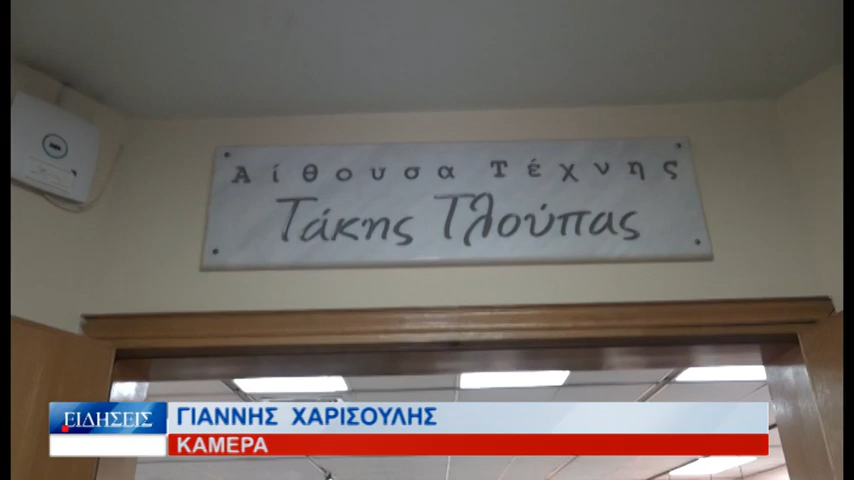 Αίθουσα Τέχνης
Τάκης Τλούπας
ΕΙΔΗΣΕΙΣ
ΓΙΑΝΝΗΣ ΧΑΡΙΣΟΥΛΗΣ
ΚΑΜΕΡΑ